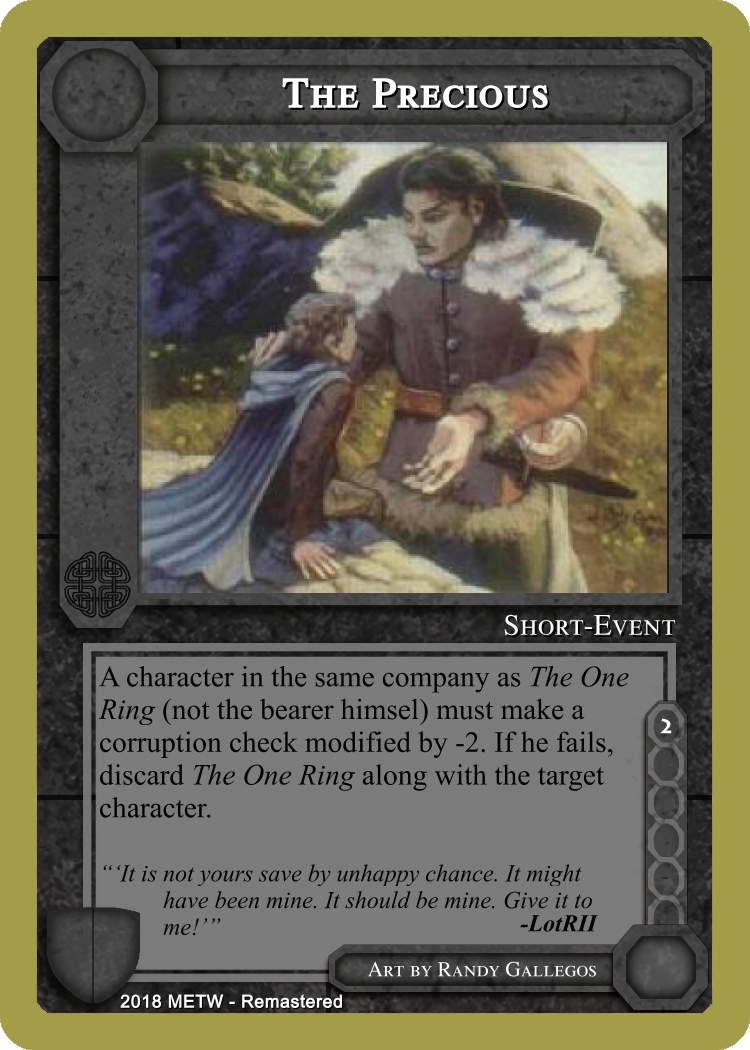 The Precious
Short-Event
A character in the same company as The One
Ring (not the bearer himsel) must make a
corruption check modified by -2. If he fails,
discard The One Ring along with the target
character.
2
“‘It is not yours save by unhappy chance. It might
have been mine. It should be mine. Give it to
me!’”
-LotRII
Art by Randy Gallegos
2018 METW - Remastered